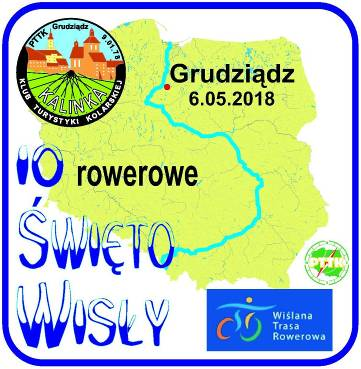 PTTK Grudziądz 9.01.78
KALINKA
KLUB TURYSTYKI KOLARSKIEJ
Grudziądz
6.05.2018
10 rowerowe
ŚWIĘTO
WISŁY
PTTK
Wiślana
Trasa
Rowerowa